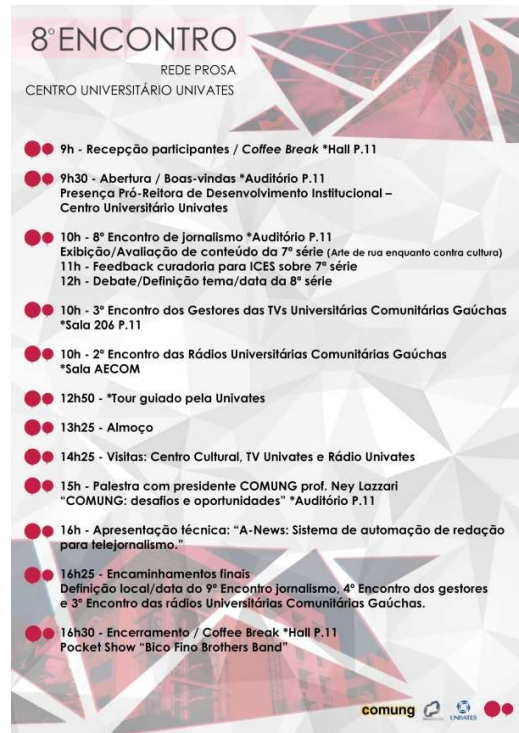 8º ENCONTRO
REDE PROSA
CENTRO UNIVERSITÁRIO UNIVATES
9h - Recepção participantes / Coffee Break *Hall P.11
9h30 - Abertura / Boas-vindas *Auditório P.11
Presença Pró-Reitora de Desenvolvimento Institucional –
Centro Universitário Univates
10h - 8º Encontro de jornalismo *Auditório P.11
Exibição/Avaliação de conteúdo da 7ª série (Arte de rua enquanto contra cultura)
11h - Feedback curadoria para ICES sobre 7ª série
12h - Debate/Definição tema/data da 8ª série
10h - 3º Encontro dos Gestores das TVs Universitárias Comunitárias Gaúchas
*Sala 206 P.11
10h - 2º Encontro das Rádios Universitárias Comunitárias Gaúchas
*Sala AECOM
12h50 - *Tour guiado pela Univates
13h25 - Almoço
14h25 - Visitas: Centro Cultural, TV Univates e Rádio Univates
15h - Palestra com presidente COMUNG prof. Ney Lazzari
“COMUNG: desafios e oportunidades” *Auditório P.11
16h - Apresentação técnica: “A-News: Sistema de automação de redação
para telejornalismo.”
16h25 - Encaminhamentos finais
Definição local/data do 9º Encontro jornalismo, 4º Encontro dos gestores
e 3º Encontro das rádios Universitárias Comunitárias Gaúchas.
16h30 - Encerramento / Coffee Break *Hall P.11
Pocket Show “Bico Fino Brothers Band”
comung
UNIVATES